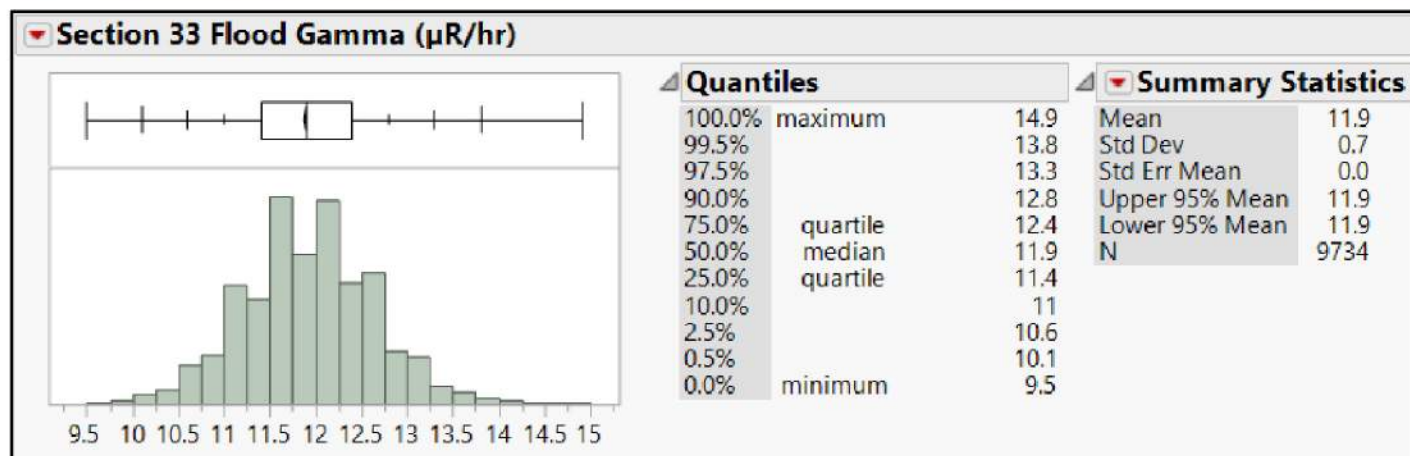 Section 33 Flood Gamma (µR/hr)
Quantiles
100.0% maximum 14.9
99.5% 13.8
97.5% 13.3
90.0% 12.8
75.0% quartile 12.4
50.0% median 11.9
25.0% quartile 11.4
10.0% 11
2.5% 10.6
0.5% 10.1
0.0% minimum 9.5
Summary Statistics
Mean 11.9
Std Dev 0.7
Std Err Mean 0.0
Upper 95% Mean 11.9
Lower 95% Mean 11.9
N 9734
9.5 10 10.5 11 11.5 12 12.5 13 13.5 14 14.5 15